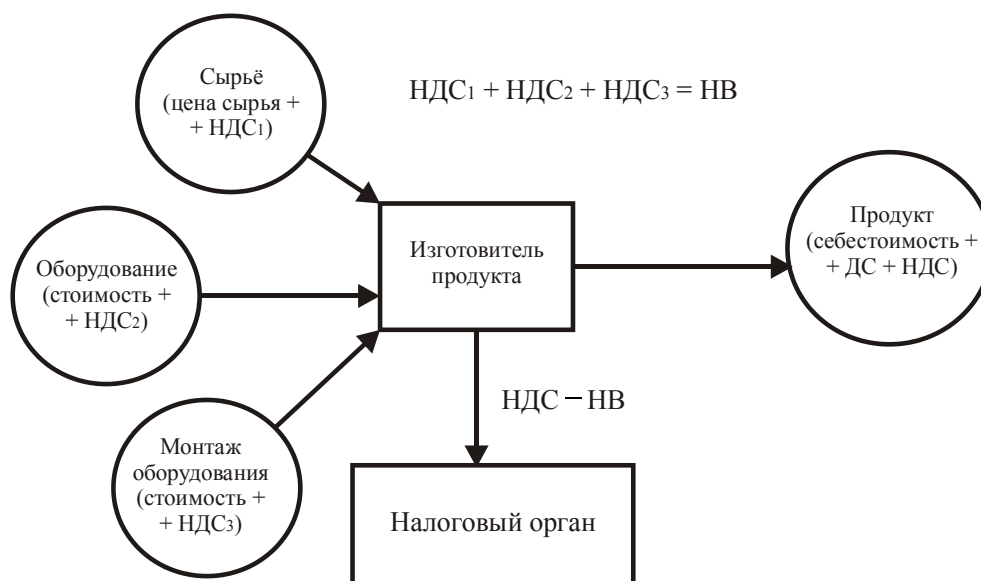 Сырьё
(цена сырья +
+ НДС₁)
НДС₁ + НДС₂ + НДС₃ = НВ
Изготовитель
продукта
Продукт
(себестоимость +
+ ДС + НДС)
Оборудование
(стоимость +
+ НДС₂)
НДС – НВ
Монтаж
оборудования
(стоимость +
+ НДС₃)
Налоговый орган